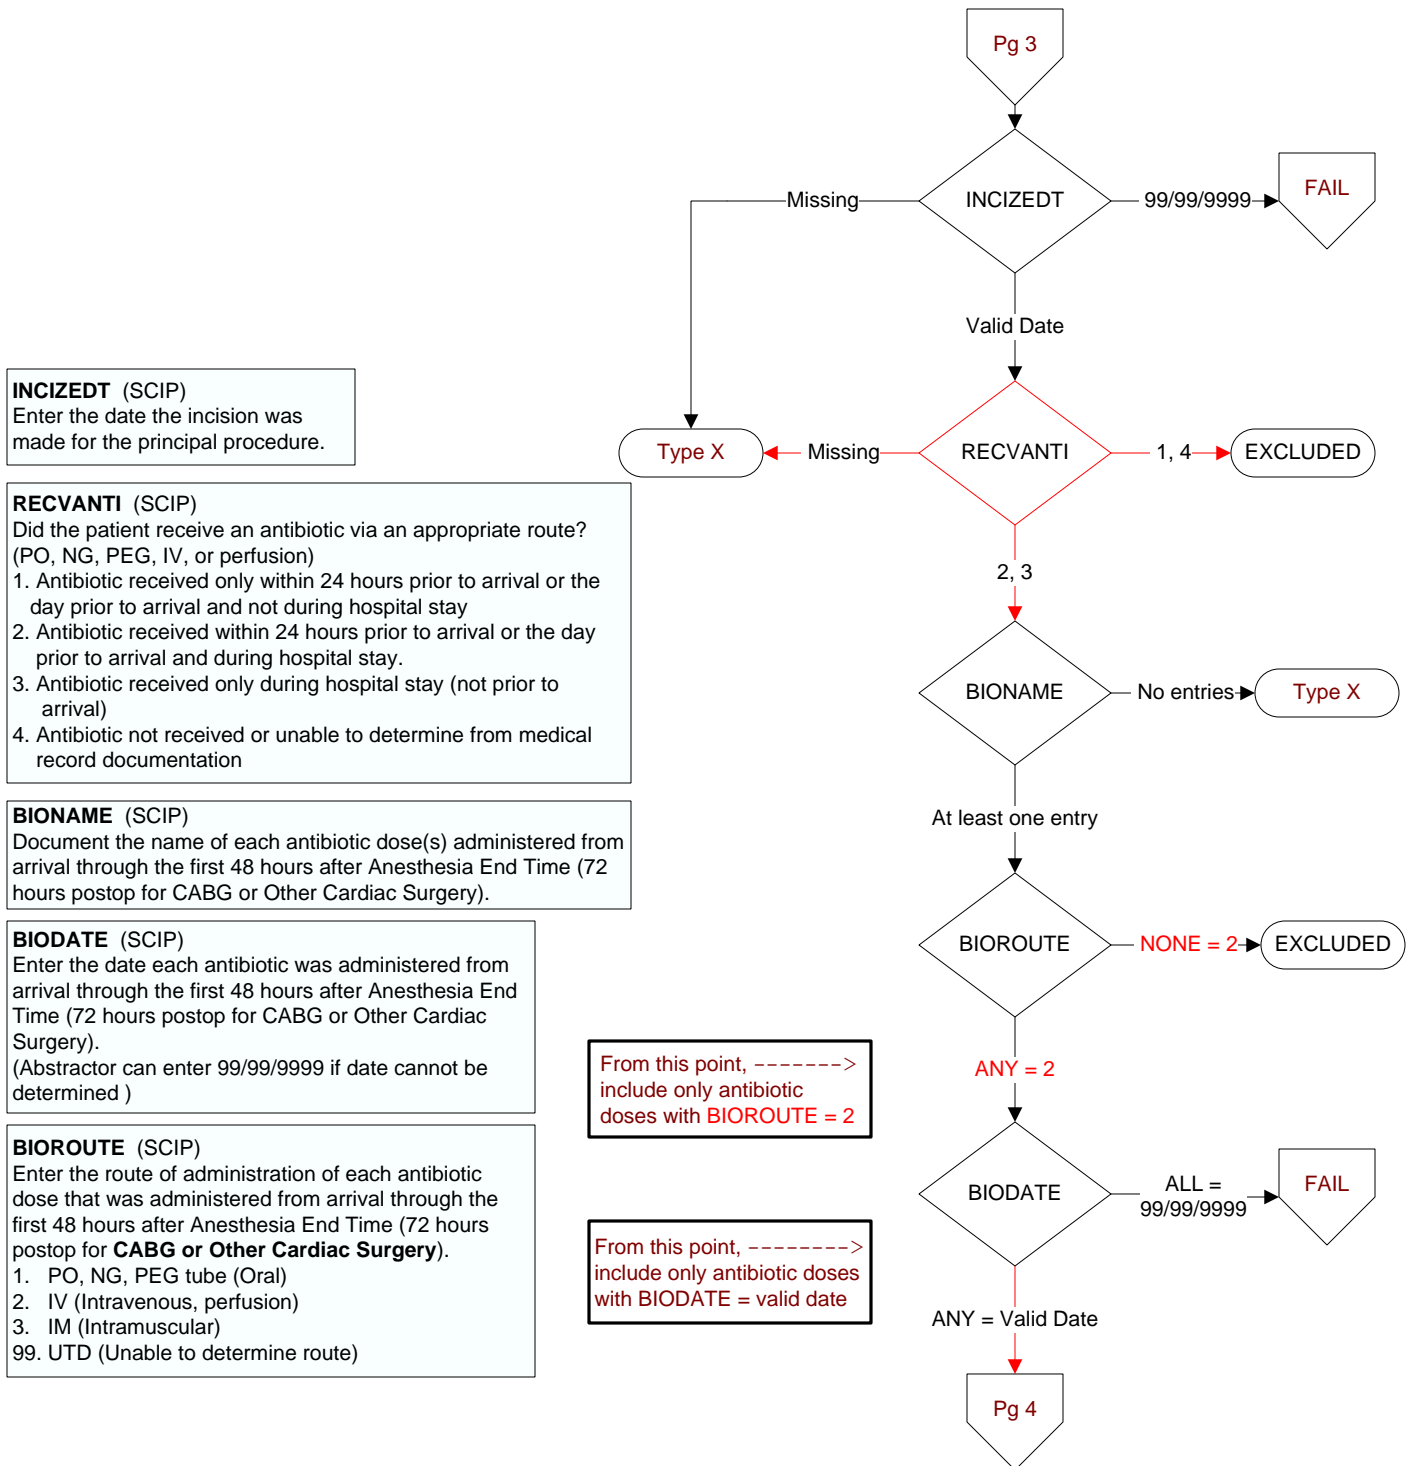 Pg 3
INCIZEDT
Missing
99/99/9999
FAIL
Valid Date
INCIZEDT (SCIP)
Enter the date the incision was
made for the principal procedure.
Type X
Missing
RECVANTI
1, 4
EXCLUDED
RECVANTI (SCIP)
Did the patient receive an antibiotic via an appropriate route?
(PO, NG, PEG, IV, or perfusion)
1. Antibiotic received only within 24 hours prior to arrival or the
day prior to arrival and not during hospital stay
2. Antibiotic received within 24 hours prior to arrival or the day
prior to arrival and during hospital stay.
3. Antibiotic received only during hospital stay (not prior to
arrival)
4. Antibiotic not received or unable to determine from medical
record documentation
2, 3
BIONAME
No entries
Type X
At least one entry
BIONAME (SCIP)
Document the name of each antibiotic dose(s) administered from
arrival through the first 48 hours after Anesthesia End Time (72
hours postop for CABG or Other Cardiac Surgery).
BIOROUTE
NONE = 2
EXCLUDED
BIODATE (SCIP)
Enter the date each antibiotic was administered from
arrival through the first 48 hours after Anesthesia End
Time (72 hours postop for CABG or Other Cardiac
Surgery).
(Abstractor can enter 99/99/9999 if date cannot be
determined )
From this point, ------->
include only antibiotic
doses with BIOROUTE = 2
ANY = 2
BIOROUTE (SCIP)
Enter the route of administration of each antibiotic
dose that was administered from arrival through the
first 48 hours after Anesthesia End Time (72 hours
postop for CABG or Other Cardiac Surgery).
1. PO, NG, PEG tube (Oral)
2. IV (Intravenous, perfusion)
3. IM (Intramuscular)
99. UTD (Unable to determine route)
BIODATE
ALL =
99/99/9999
FAIL
From this point, -------->
include only antibiotic doses
with BIODATE = valid date
ANY = Valid Date
Pg 4